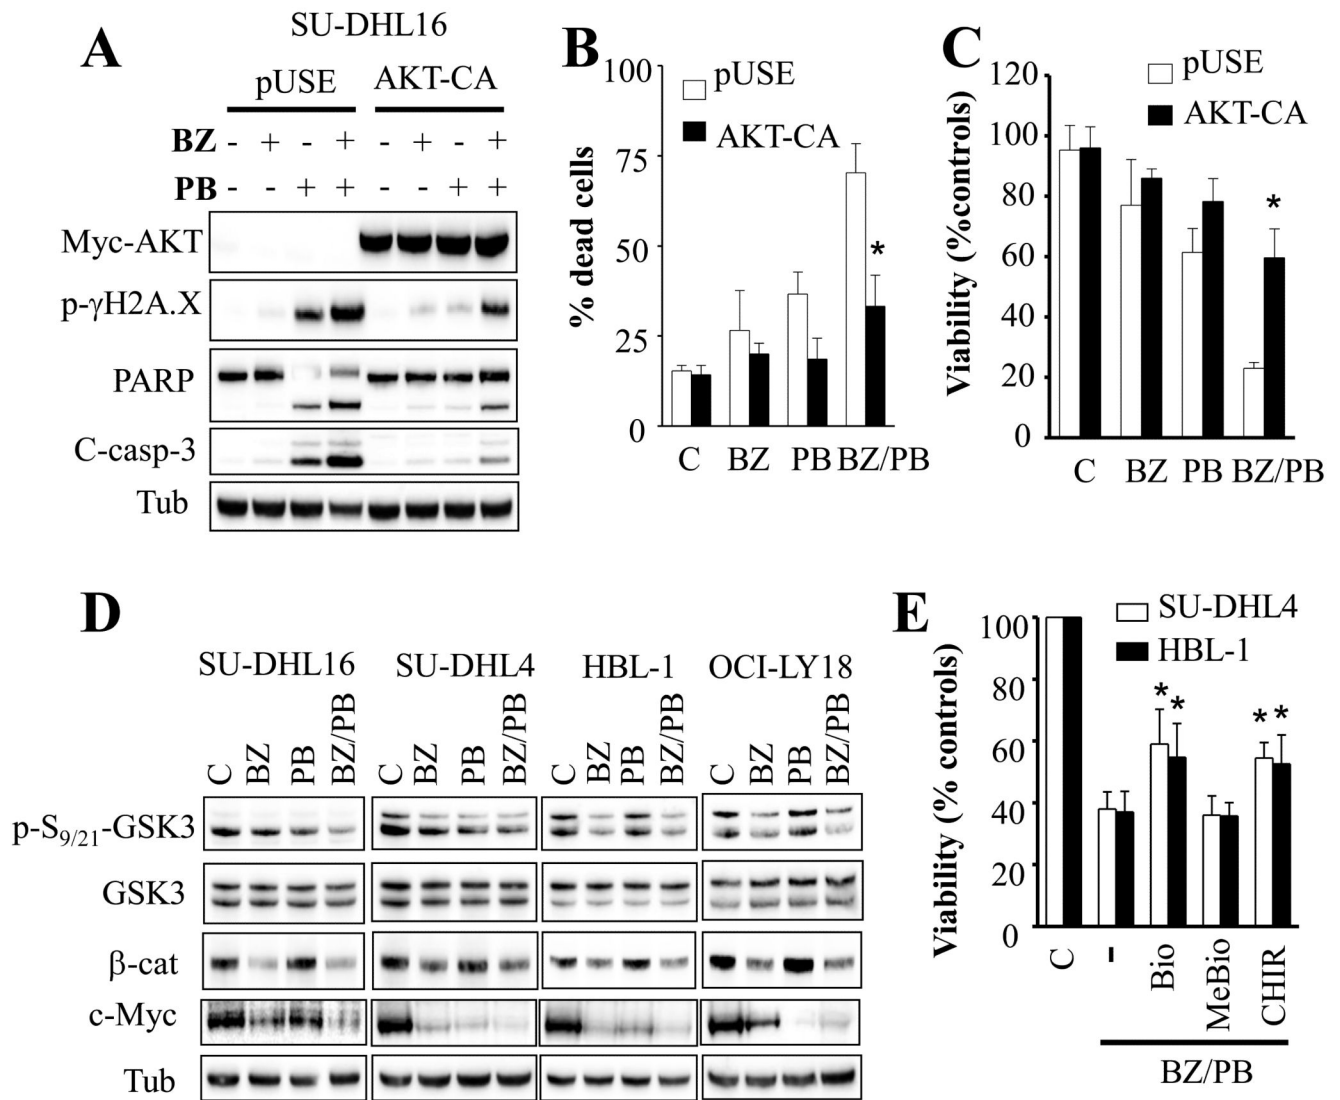 A
SU-DHL16
pUSE AKT-CA
BZ - + - + - + - +
PB - - + + - - + +
Myc-AKT
p-γH2A.X
PARP
C-casp-3
Tub
B
100
75
50
25
0
% dead cells
pUSE
AKT-CA
*
C BZ PB BZ/PB
C
120
100
80
60
40
20
0
Viability (%controls)
pUSE
AKT-CA
*
C BZ PB BZ/PB
D
SU-DHL16 SU-DHL4 HBL-1 OCI-LY18
C BZ PB BZ/PB C BZ PB BZ/PB C BZ PB BZ/PB C BZ PB BZ/PB
p-S9/21-GSK3
GSK3
β-cat
c-Myc
Tub
E
100
80
60
40
20
0
Viability (% controls)
SU-DHL4
HBL-1
* * * *
C - Bio MeBio CHIR
BZ/PB